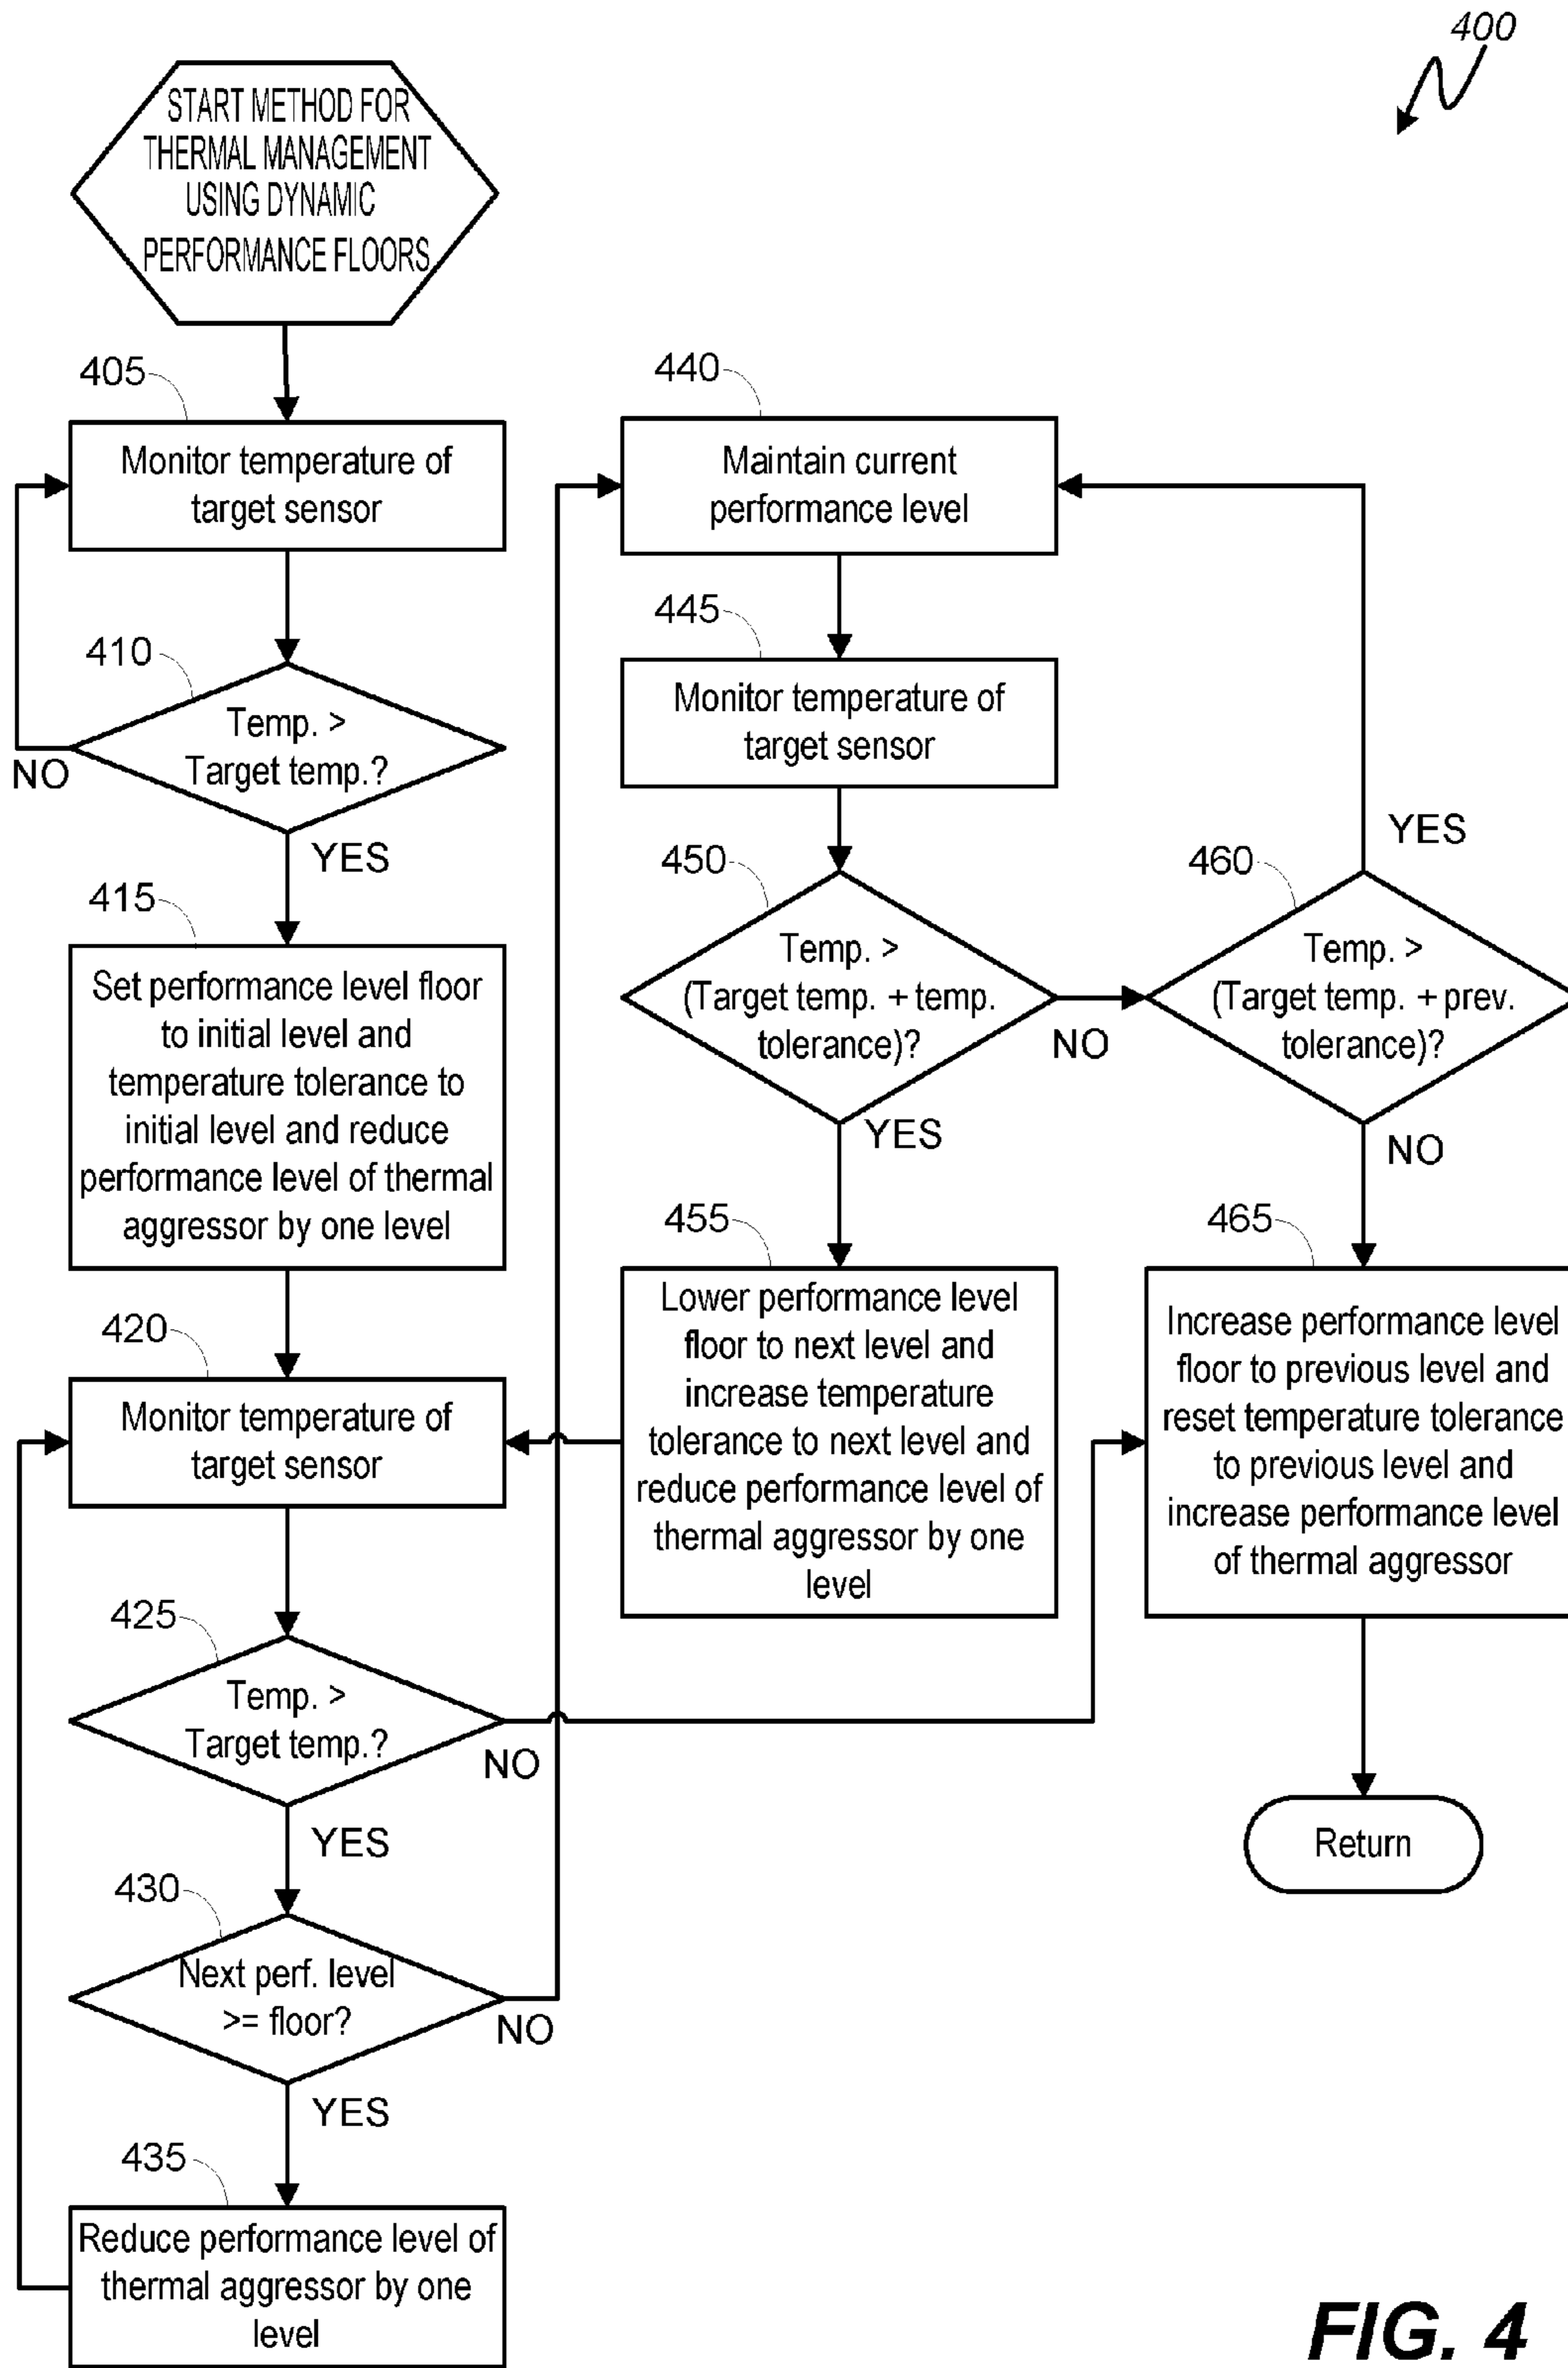 400
START METHOD FOR
THERMAL MANAGEMENT
USING DYNAMIC
PERFORMANCE FLOORS
405
Monitor temperature of
target sensor
410
Temp. >
Target temp.?
NO
YES
415
Set performance level floor
to initial level and
temperature tolerance to
initial level and reduce
performance level of thermal
aggressor by one level
420
Monitor temperature of
target sensor
425
Temp. >
Target temp.?
NO
YES
430
Next perf. level
>= floor?
NO
YES
435
Reduce performance level of
thermal aggressor by one
level
440
Maintain current
performance level
445
Monitor temperature of
target sensor
450
Temp. >
(Target temp. + temp.
tolerance)?
NO
YES
455
Lower performance level
floor to next level and
increase temperature
tolerance to next level and
reduce performance level of
thermal aggressor by one
level
460
Temp. >
(Target temp. + prev.
tolerance)?
YES
NO
465
Increase performance level
floor to previous level and
reset temperature tolerance
to previous level and
increase performance level
of thermal aggressor
Return
FIG. 4